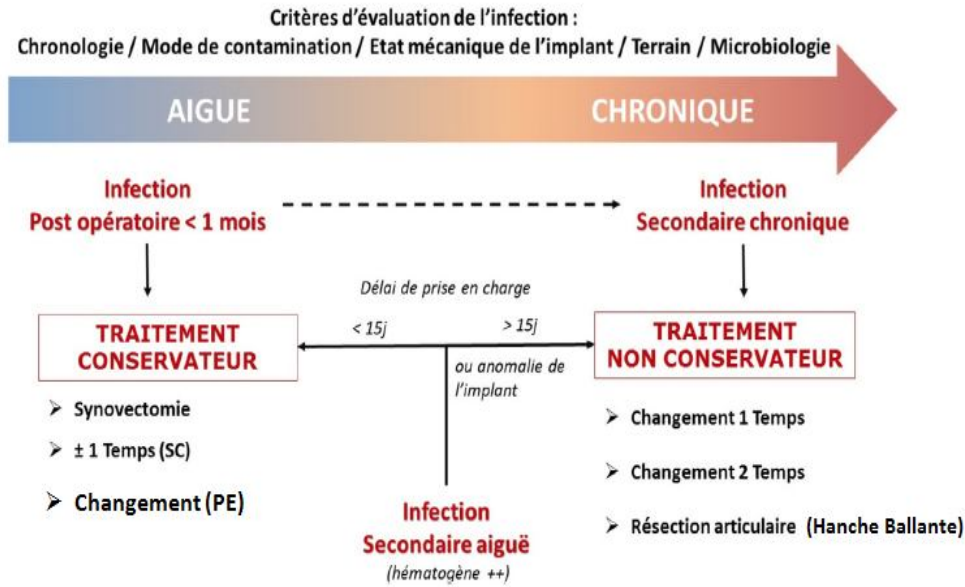 Critères d'évaluation de l'infection :
Chronologie / Mode de contamination / Etat mécanique de l'implant / Terrain / Microbiologie
AIGUE
CHRONIQUE
Infection
Post opératoire < 1 mois
Infection
Secondaire chronique
Délai de prise en charge
< 15j
> 15j
ou anomalie de
l'implant
TRAITEMENT
CONSERVATEUR
TRAITEMENT
NON CONSERVATEUR
➢ Synovectomie
➢ ± 1 Temps (SC)
➢ Changement (PE)
Infection
Secondaire aiguë
(hématogène ++)
➢ Changement 1 Temps
➢ Changement 2 Temps
➢ Résection articulaire (Hanche Ballante)